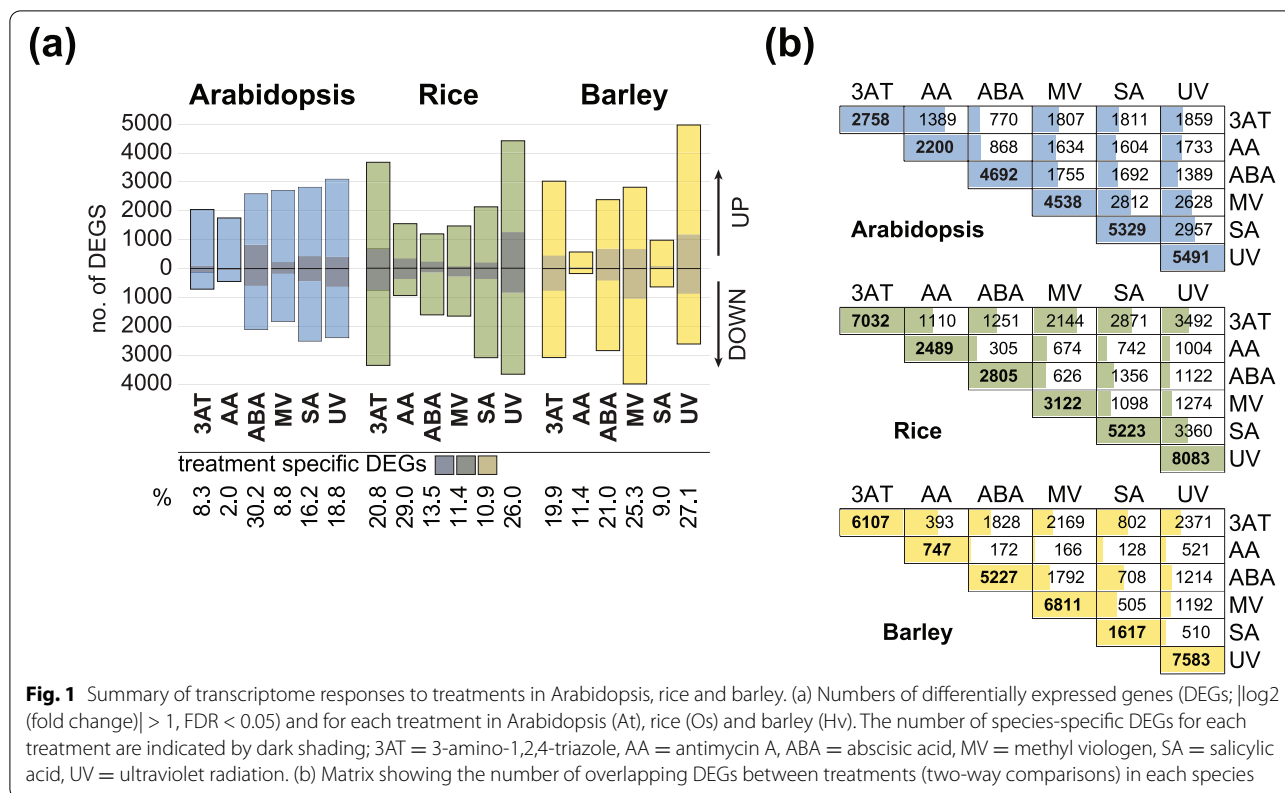 (a)
Arabidopsis Rice Barley
5000
4000
3000
2000
1000
0
1000
2000
3000
4000
no. of DEGS
UP
DOWN
3AT AA ABA MV SA UV 3AT AA ABA MV SA UV 3AT AA ABA MV SA UV
treatment specific DEGs
% 8.3 2.0 30.2 8.8 16.2 18.8 20.8 29.0 13.5 11.4 10.9 26.0 19.9 11.4 21.0 25.3 9.0 27.1
(b)
3AT AA ABA MV SA UV
2758 1389 770 1807 1811 1859 3AT
2200 868 1634 1604 1733 AA
4692 1755 1692 1389 ABA
4538 2812 2628 MV
Arabidopsis 5329 2957 SA
5491 UV
3AT AA ABA MV SA UV
7032 1110 1251 2144 2871 3492 3AT
2489 305 674 742 1004 AA
2805 626 1356 1122 ABA
3122 1098 1274 MV
Rice 5223 3360 SA
8083 UV
3AT AA ABA MV SA UV
6107 393 1828 2169 802 2371 3AT
747 172 166 128 521 AA
5227 1792 708 1214 ABA
6811 505 1192 MV
Barley 1617 510 SA
7583 UV
Fig. 1 Summary of transcriptome responses to treatments in Arabidopsis, rice and barley. (a) Numbers of differentially expressed genes (DEGs; |log2
(fold change)| > 1, FDR < 0.05) and for each treatment in Arabidopsis (At), rice (Os) and barley (Hv). The number of species-specific DEGs for each
treatment are indicated by dark shading; 3AT = 3-amino-1,2,4-triazole, AA = antimycin A, ABA = abscisic acid, MV = methyl viologen, SA = salicylic
acid, UV = ultraviolet radiation. (b) Matrix showing the number of overlapping DEGs between treatments (two-way comparisons) in each species